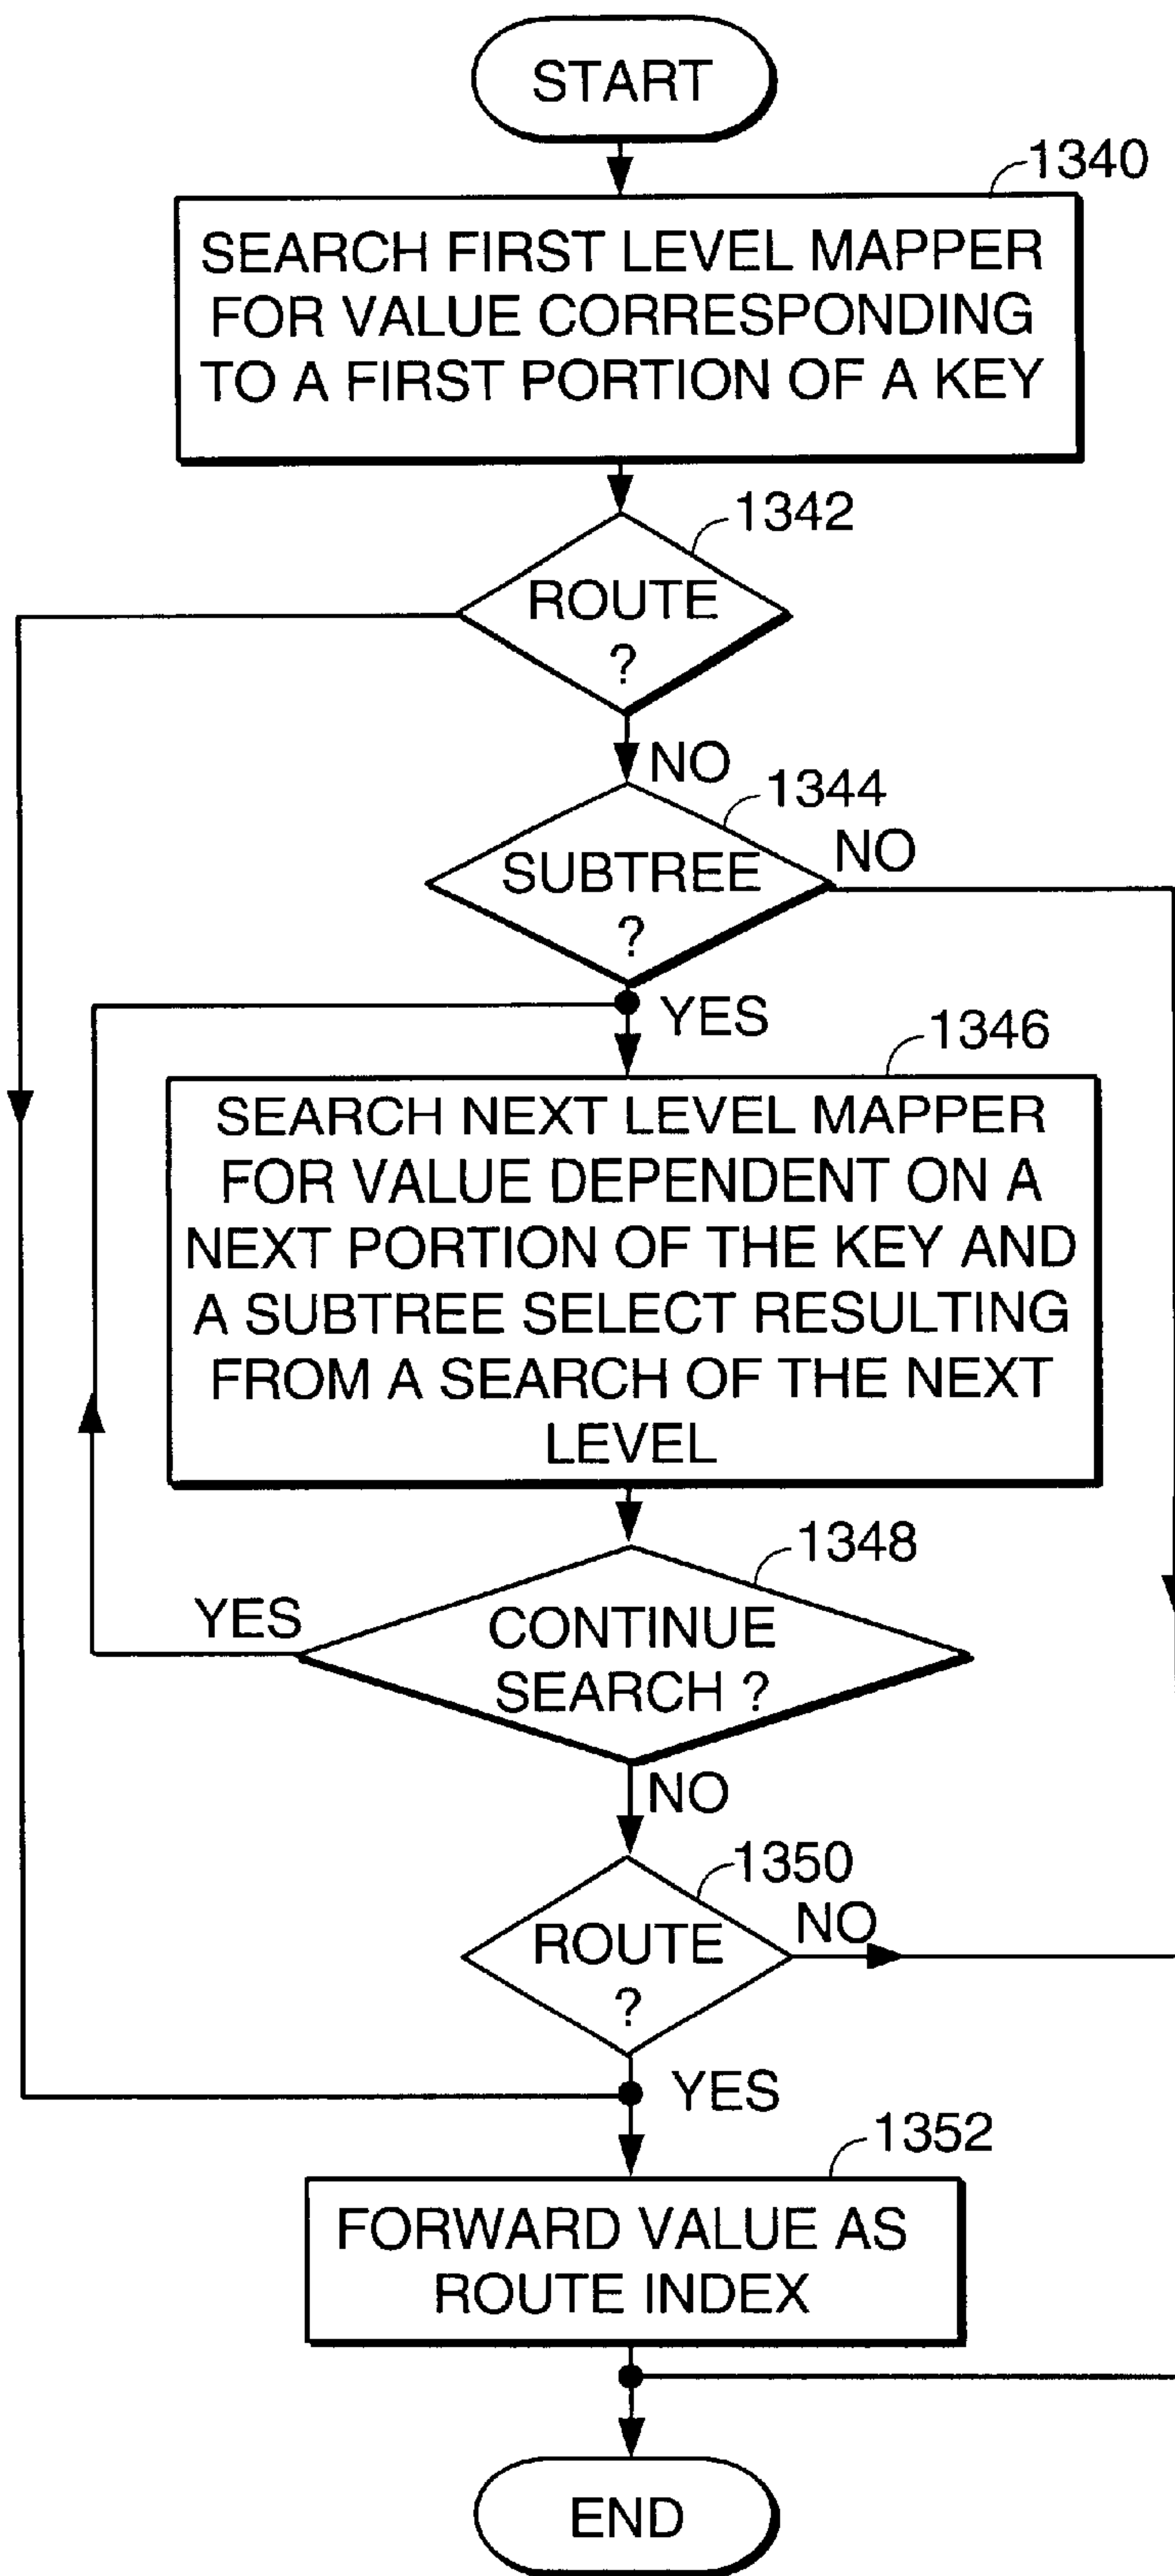 START
1340
SEARCH FIRST LEVEL MAPPER
FOR VALUE CORRESPONDING
TO A FIRST PORTION OF A KEY
1342
ROUTE
?
NO
1344
NO
SUBTREE
?
YES
1346
SEARCH NEXT LEVEL MAPPER
FOR VALUE DEPENDENT ON A
NEXT PORTION OF THE KEY AND
A SUBTREE SELECT RESULTING
FROM A SEARCH OF THE NEXT
LEVEL
1348
YES
CONTINUE
SEARCH ?
NO
1350
NO
ROUTE
?
YES
1352
FORWARD VALUE AS
ROUTE INDEX
END